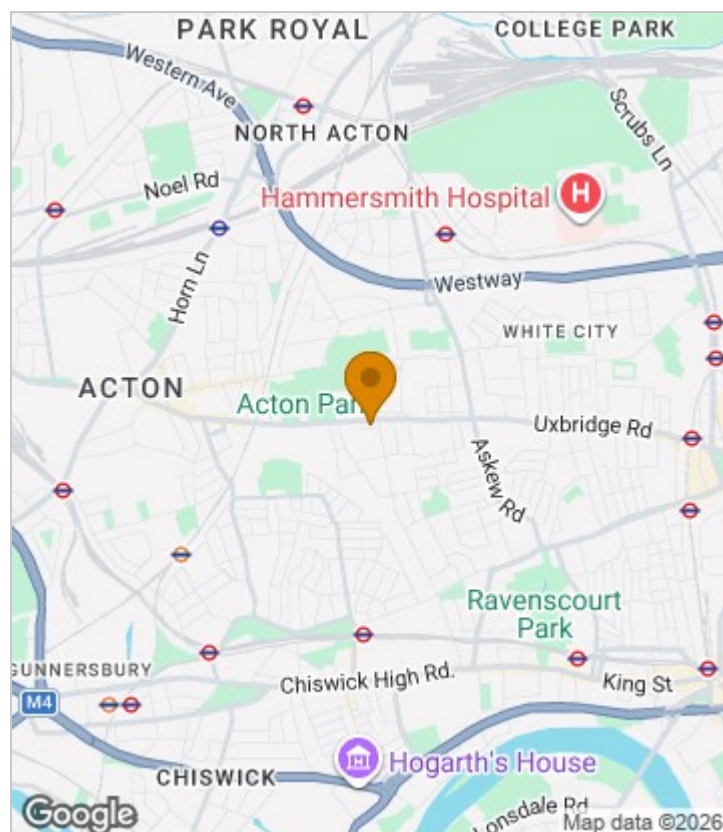 PARK ROYAL
COLLEGE PARK
Western Ave
NORTH ACTON
Scrubs Ln
Noel Rd
Hammersmith Hospital
H
Horn Ln
Westway
WHITE CITY
ACTON
Acton Park
Uxbridge Rd
Askew Rd
Ravenscourt
Park
GUNNERSBURY
Chiswick High Rd.
King St
M4
Hogarth's House
CHISWICK
Google
Lonsdale Rd
Map data ©2026